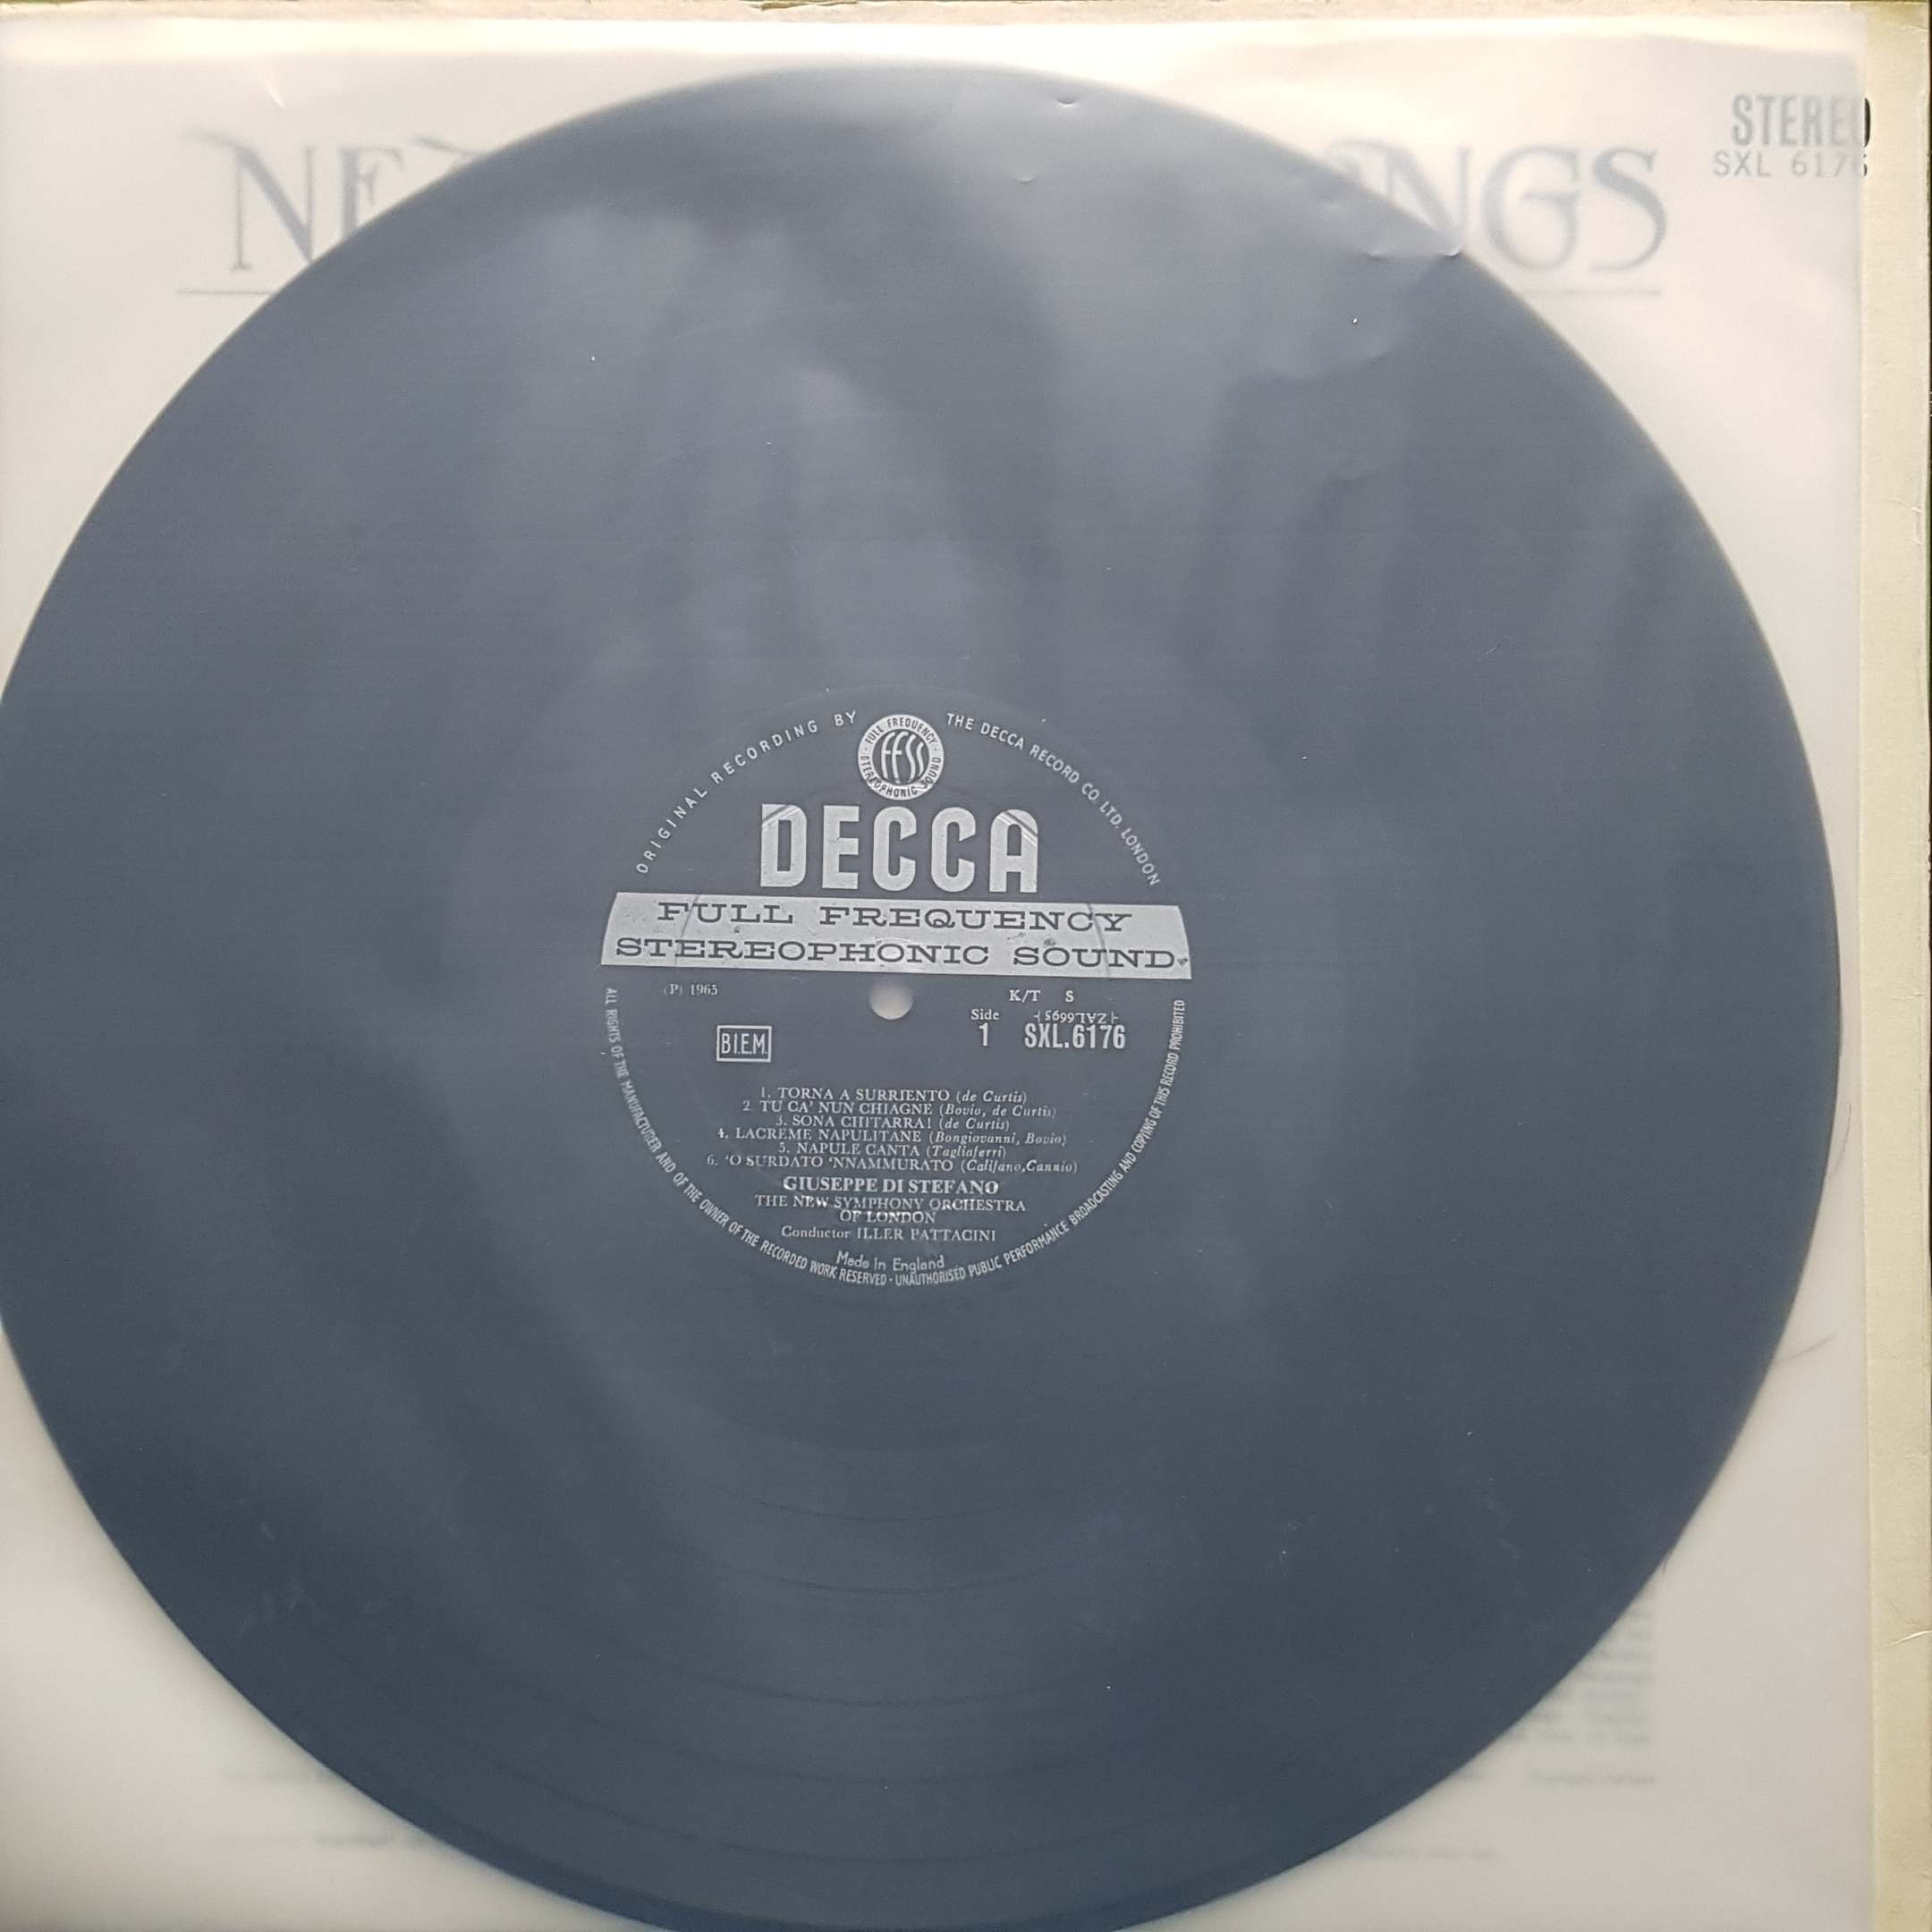 STEREO
SXL 6176
NGS
ORIGINAL RECORDING BY THE DECCA RECORD CO. LTD. LONDON
FULL FREQUENCY
FFSS
STEREOPHONIC SOUND
DECCA
FULL FREQUENCY
STEREOPHONIC SOUND
(P) 1965
K/T S
Side
ZAL6695
B.I.E.M.
1 SXL.6176
1. TORNA A SURRIENTO (de Curtis)
2. TU CA' NUN CHIAGNE (Bovio, de Curtis)
3. SONA CHITARRA! (de Curtis)
4. LACREME NAPULITANE (Bongiovanni, Bovio)
5. NAPULE CANTA (Tagliaferri)
6. 'O SURDATO 'NNAMMURATO (Califano, Cannio)
GIUSEPPE DI STEFANO
THE NEW SYMPHONY ORCHESTRA
OF LONDON
Conductor ILLER PATTACINI
Made in England
ALL RIGHTS OF THE MANUFACTURER AND OF THE OWNER OF THE RECORDED WORK RESERVED · UNAUTHORISED PUBLIC PERFORMANCE BROADCASTING AND COPYING OF THIS RECORD PROHIBITED